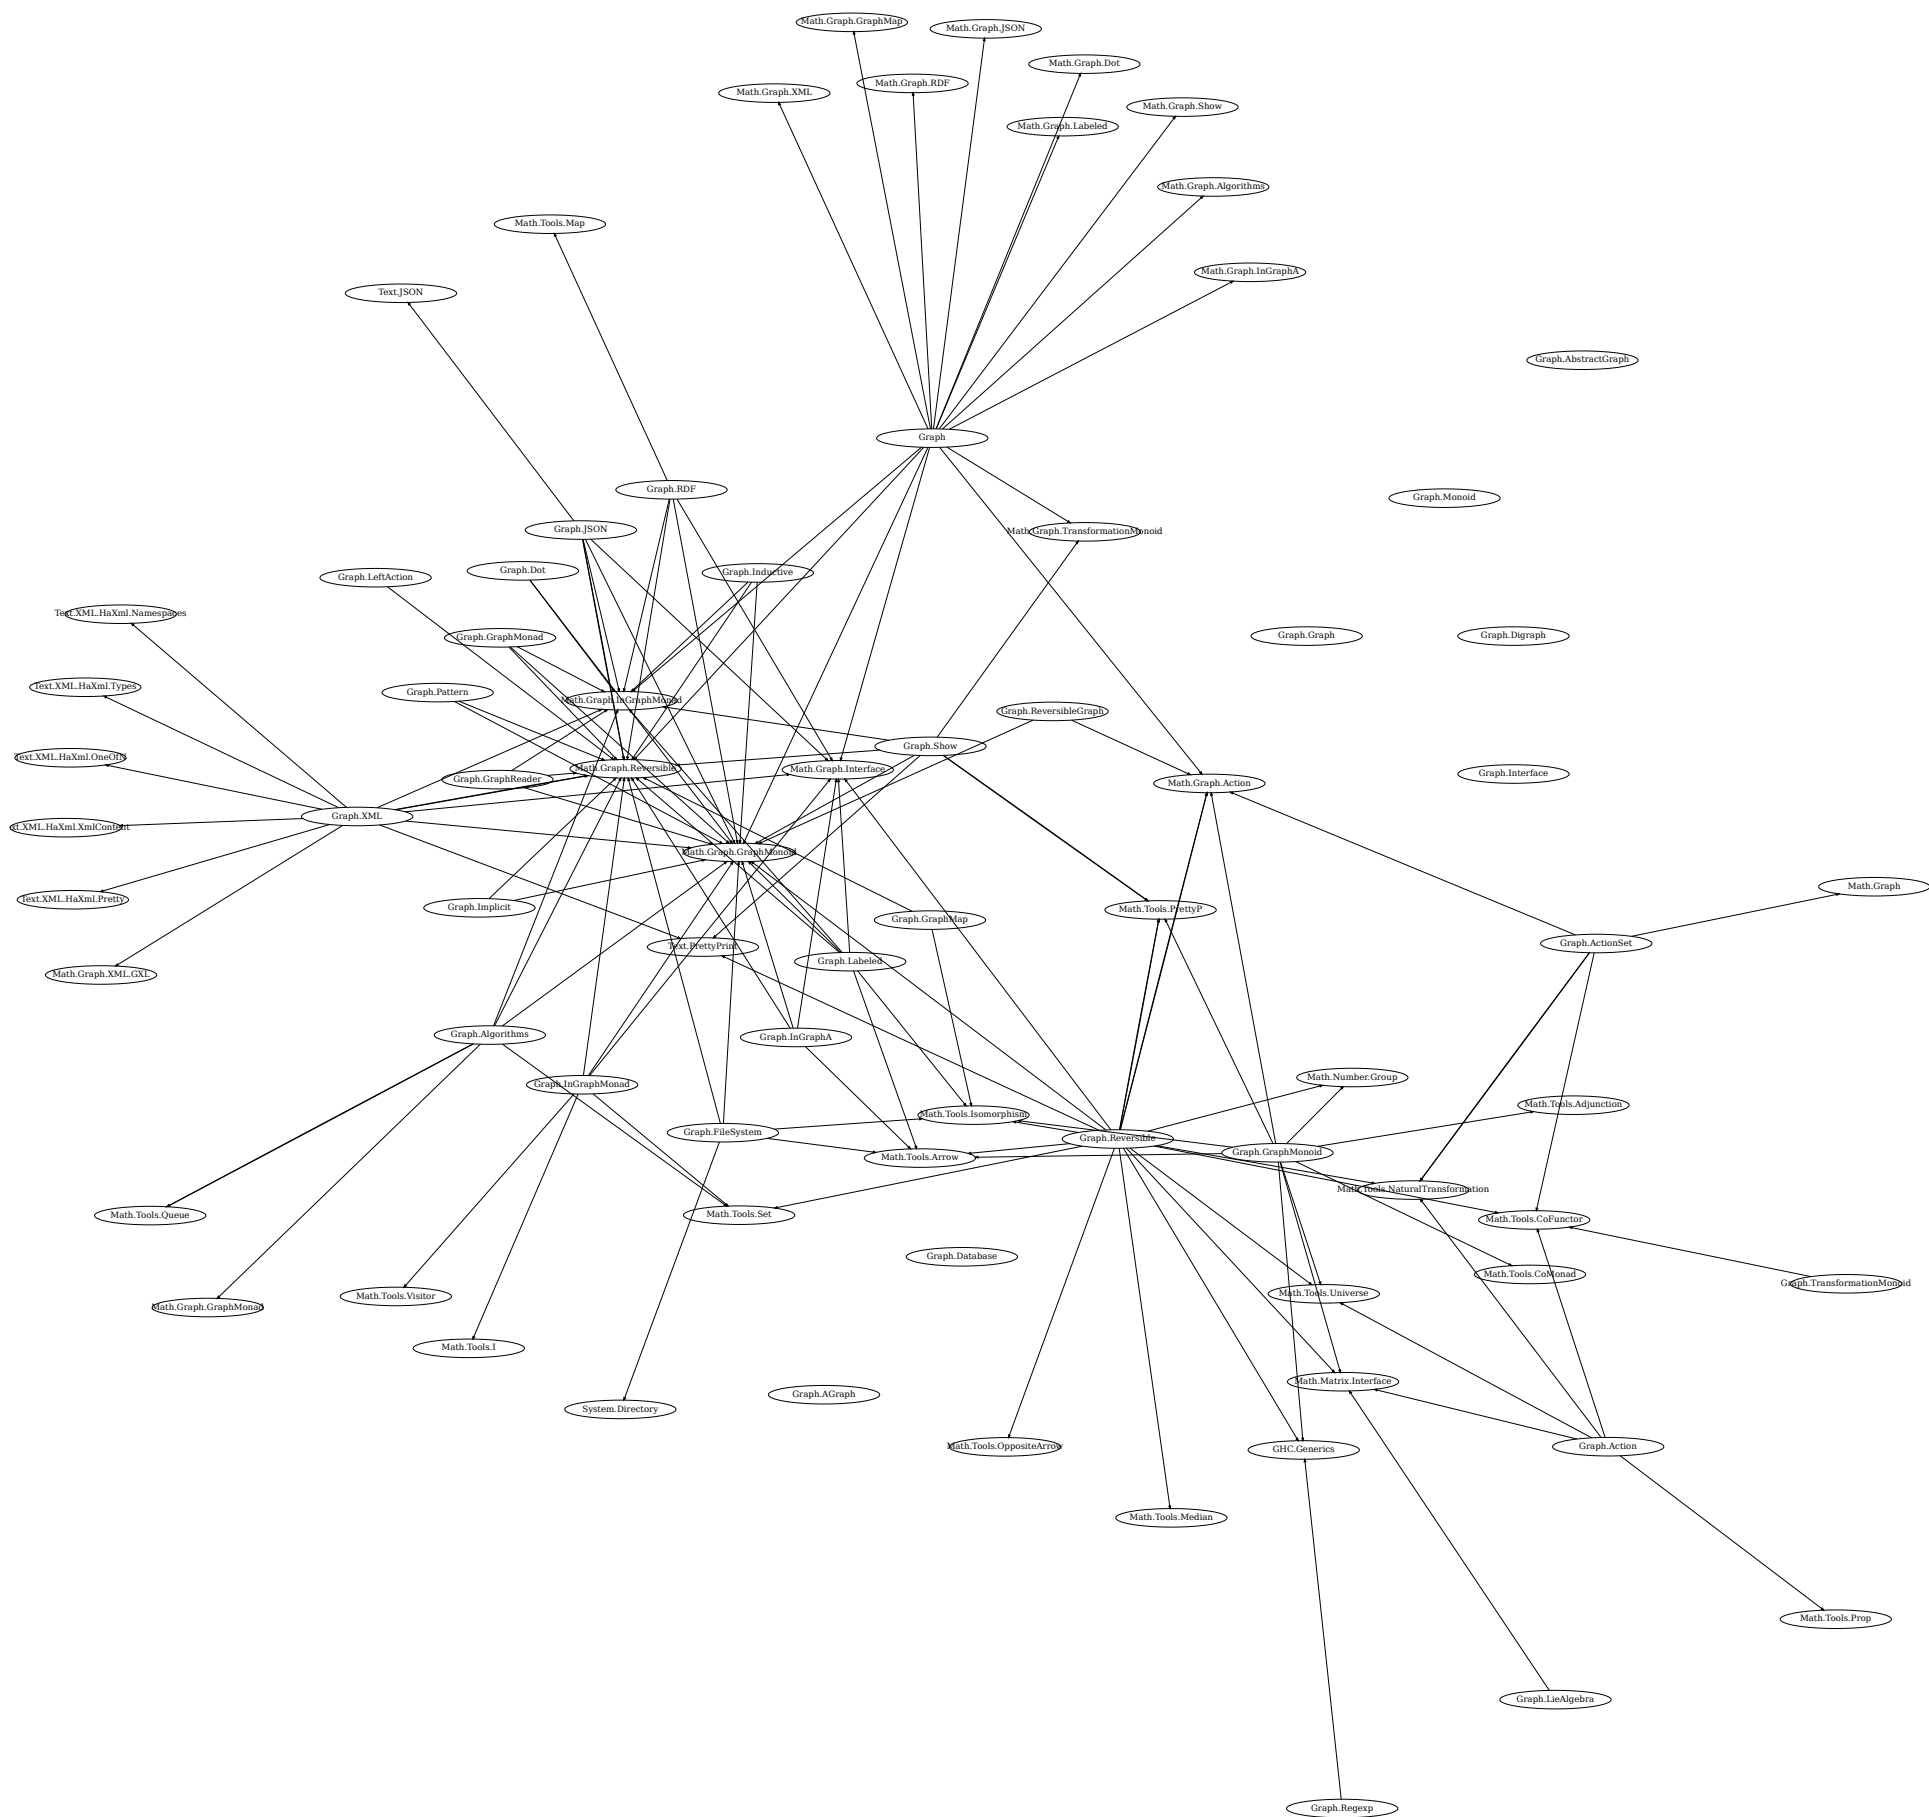 Math.Graph.GraphMap
Math.Graph.JSON
Math.Graph.Dot
Math.Graph.RDF
Math.Graph.XML
Math.Graph.Show
Math.Graph.Labeled
Math.Graph.Algorithms
Math.Tools.Map
Math.Graph.InGraphA
Text.JSON
Graph.AbstractGraph
Graph
Graph.RDF
Graph.Monoid
Graph.JSON
Math.Graph.TransformationMonoid
Graph.Dot
Graph.Inductive
Graph.LeftAction
Text.XML.HaXml.Namespaces
Graph.GraphMonad
Graph.Graph
Graph.Digraph
Text.XML.HaXml.Types
Graph.Pattern
Math.Graph.InGraphMonad
Graph.ReversibleGraph
Graph.Show
Text.XML.HaXml.OneOfN
Math.Graph.Reversible
Math.Graph.Interface
Graph.Interface
Graph.GraphReader
Math.Graph.Action
Graph.XML
xt.XML.HaXml.XmlContent
Math.Graph.GraphMonoid
Math.Graph
Text.XML.HaXml.Pretty
Graph.Implicit
Math.Tools.PrettyP
Graph.GraphMap
Graph.ActionSet
Text.PrettyPrint
Graph.Labeled
Math.Graph.XML.GXL
Graph.Algorithms
Graph.InGraphA
Math.Number.Group
Graph.InGraphMonad
Math.Tools.Adjunction
Math.Tools.Isomorphism
Graph.FileSystem
Graph.Reversible
Graph.GraphMonoid
Math.Tools.Arrow
Math.Tools.NaturalTransformation
Math.Tools.Queue
Math.Tools.Set
Math.Tools.CoFunctor
Graph.Database
Math.Tools.CoMonad
Graph.TransformationMonoid
Math.Tools.Universe
Math.Tools.Visitor
Math.Graph.GraphMonad
Math.Tools.I
Math.Matrix.Interface
Graph.AGraph
System.Directory
Math.Tools.OppositeArrow
GHC.Generics
Graph.Action
Math.Tools.Median
Math.Tools.Prop
Graph.LieAlgebra
Graph.Regexp